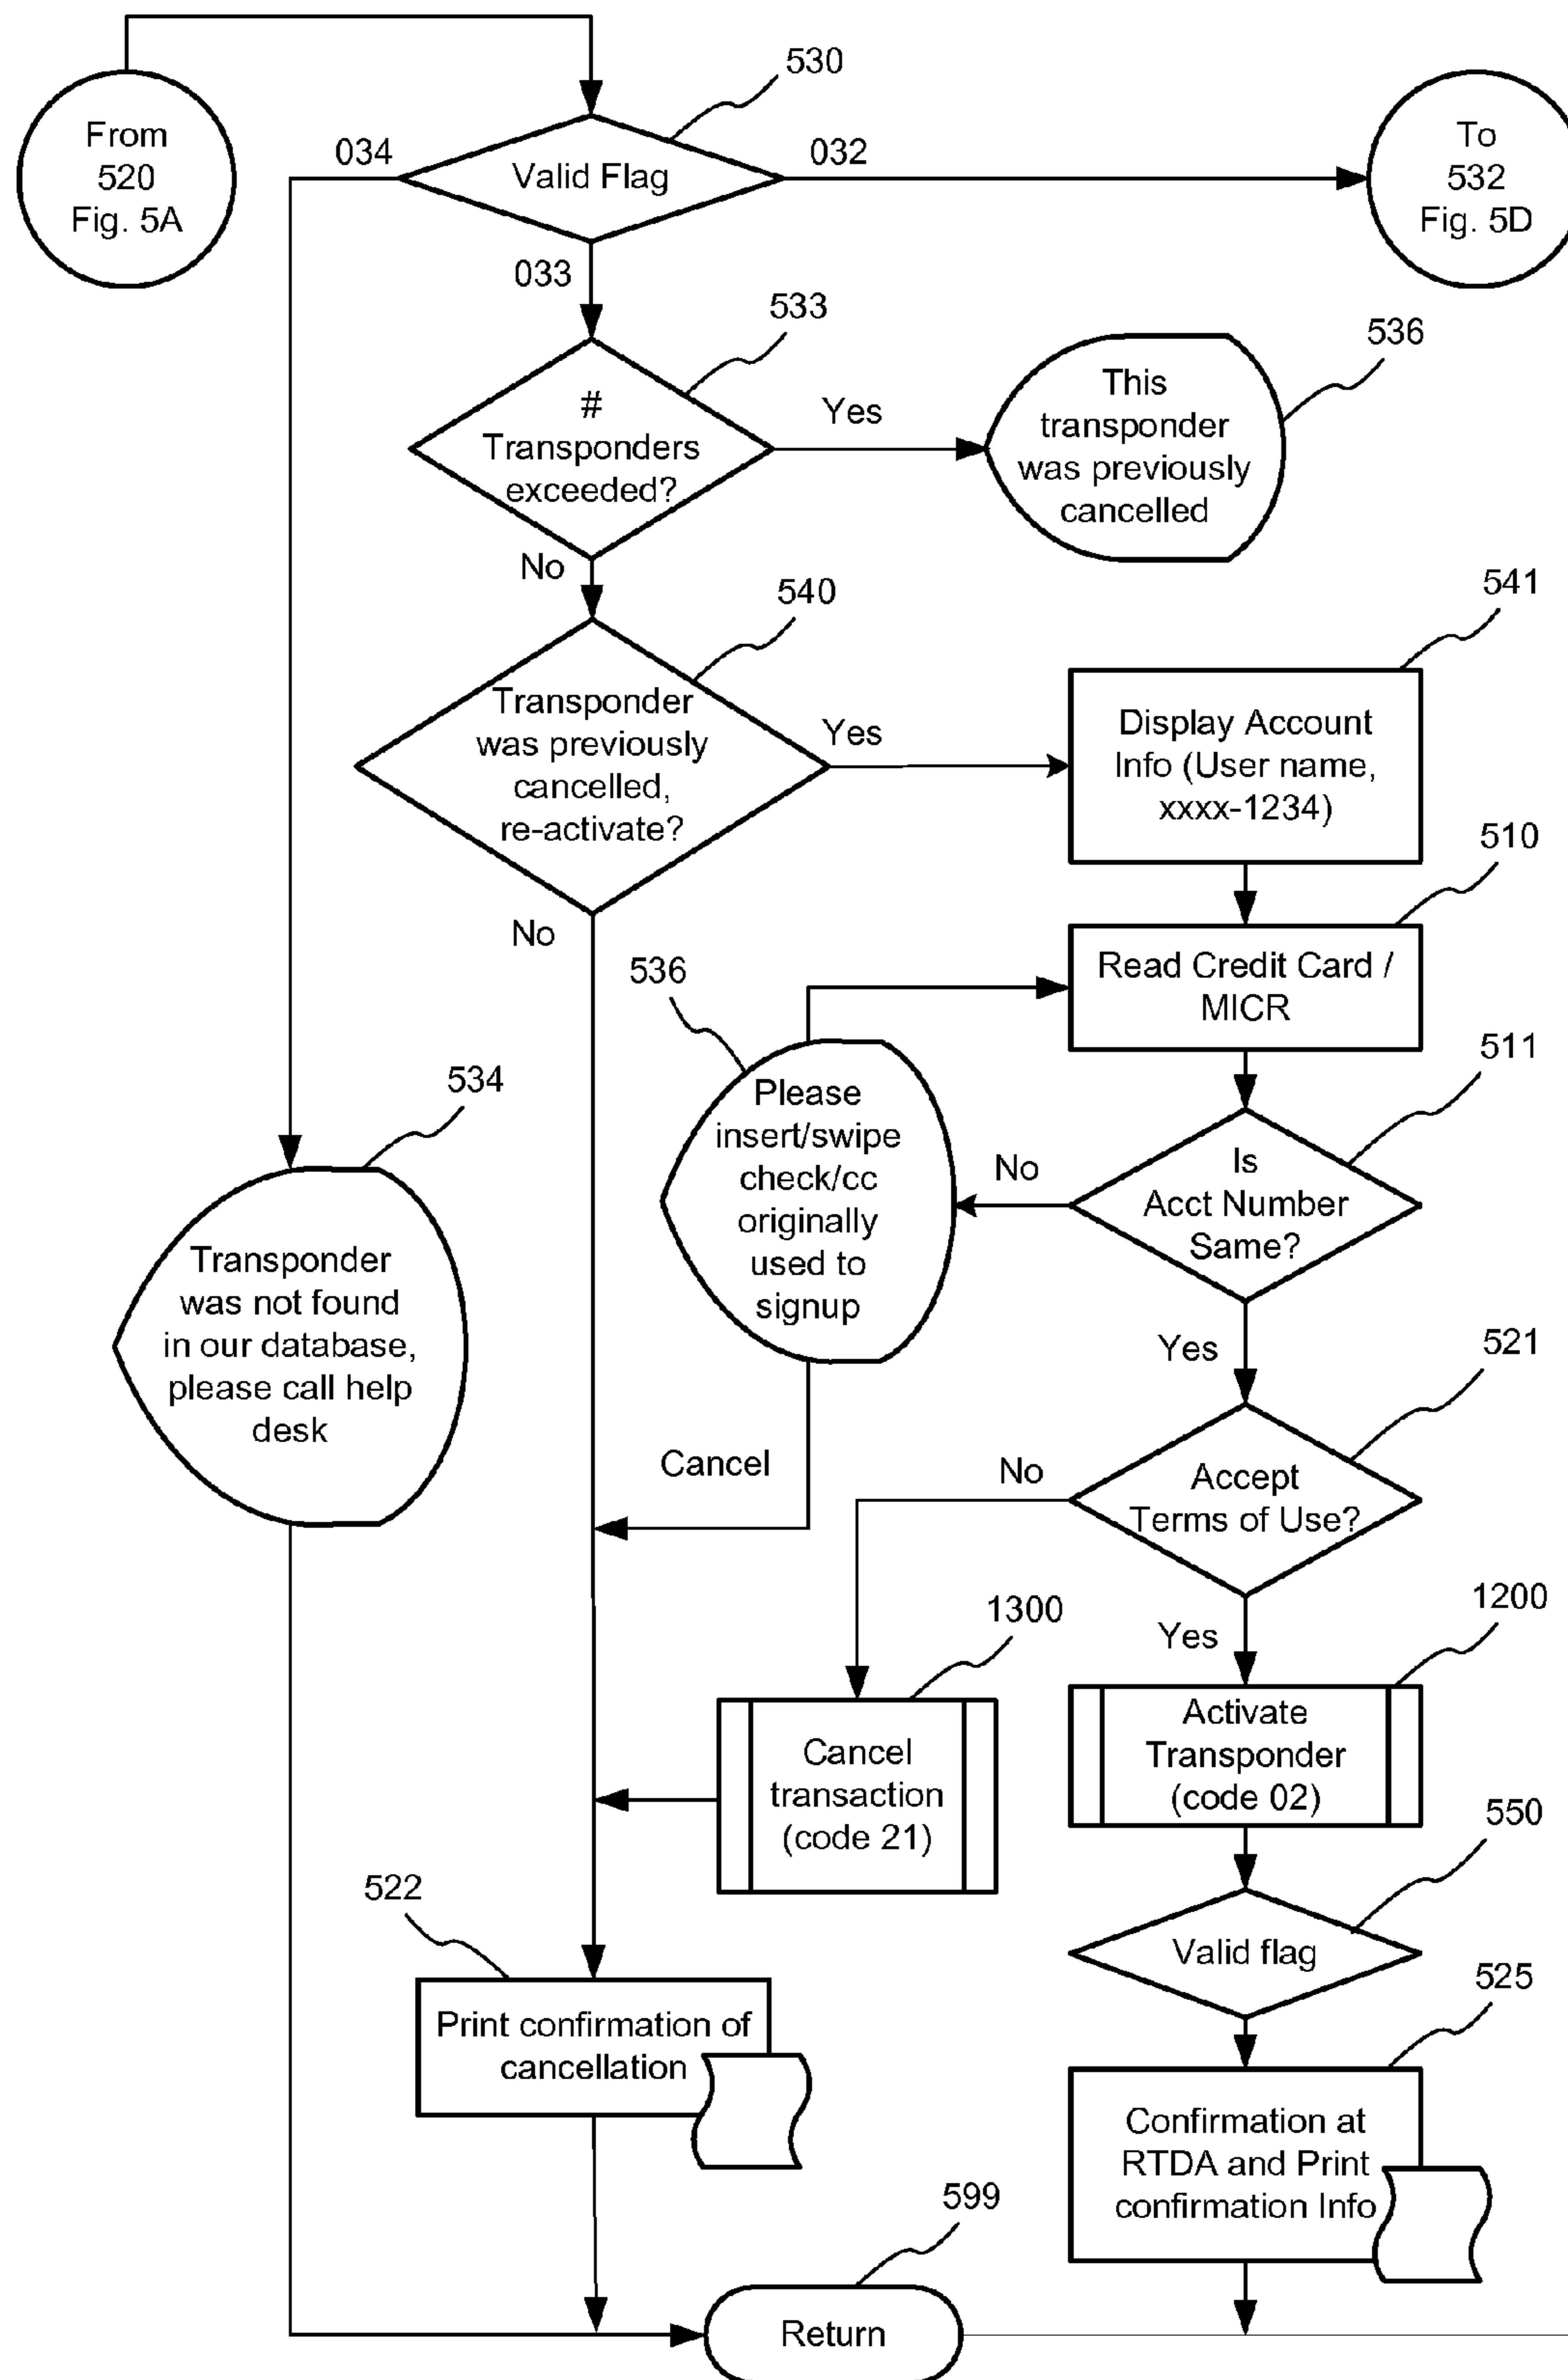 530
From
520
Fig. 5A
034
Valid Flag
032
To
532
Fig. 5D
033
533
#
Transponders
exceeded?
Yes
536
This
transponder
was previously
cancelled
No
540
Transponder
was previously
cancelled,
re-activate?
Yes
541
Display Account
Info (User name,
xxxx-1234)
No
510
Read Credit Card /
MICR
536
Please
insert/swipe
check/cc
originally
used to
signup
511
Is
Acct Number
Same?
No
Yes
534
Transponder
was not found
in our database,
please call help
desk
Cancel
521
Accept
Terms of Use?
No
Yes
1300
Cancel
transaction
(code 21)
1200
Activate
Transponder
(code 02)
550
Valid flag
522
Print confirmation of
cancellation
525
Confirmation at
RTDA and Print
confirmation Info
599
Return